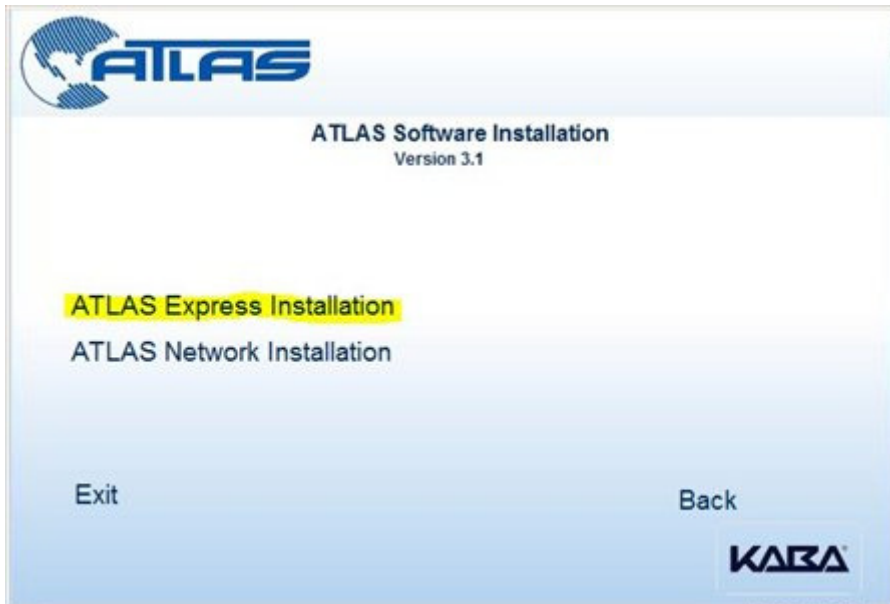 ATLAS
ATLAS Software Installation
Version 3.1
ATLAS Express Installation
ATLAS Network Installation
Exit
Back
KABA